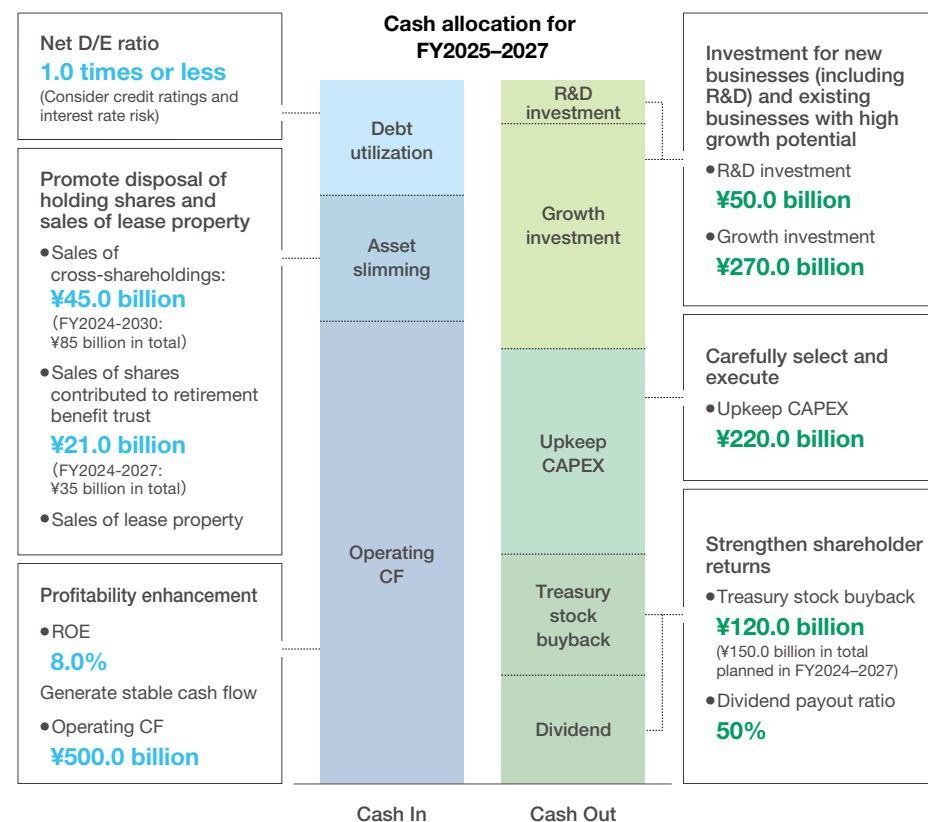 Cash allocation for
FY2025–2027
Net D/E ratio
1.0 times or less
(Consider credit ratings and
interest rate risk)
Promote disposal of
holding shares and
sales of lease property
●Sales of
cross-shareholdings:
¥45.0 billion
(FY2024-2030:
¥85 billion in total)
●Sales of shares
contributed to retirement
benefit trust
¥21.0 billion
(FY2024-2027:
¥35 billion in total)
●Sales of lease property
Profitability enhancement
●ROE
8.0%
Generate stable cash flow
●Operating CF
¥500.0 billion
Debt
utilization
Asset
slimming
Operating
CF
Cash In
R&D
investment
Growth
investment
Upkeep
CAPEX
Treasury
stock
buyback
Dividend
Cash Out
Investment for new
businesses (including
R&D) and existing
businesses with high
growth potential
●R&D investment
¥50.0 billion
●Growth investment
¥270.0 billion
Carefully select and
execute
●Upkeep CAPEX
¥220.0 billion
Strengthen shareholder
returns
●Treasury stock buyback
¥120.0 billion
(¥150.0 billion in total
planned in FY2024–2027)
●Dividend payout ratio
50%